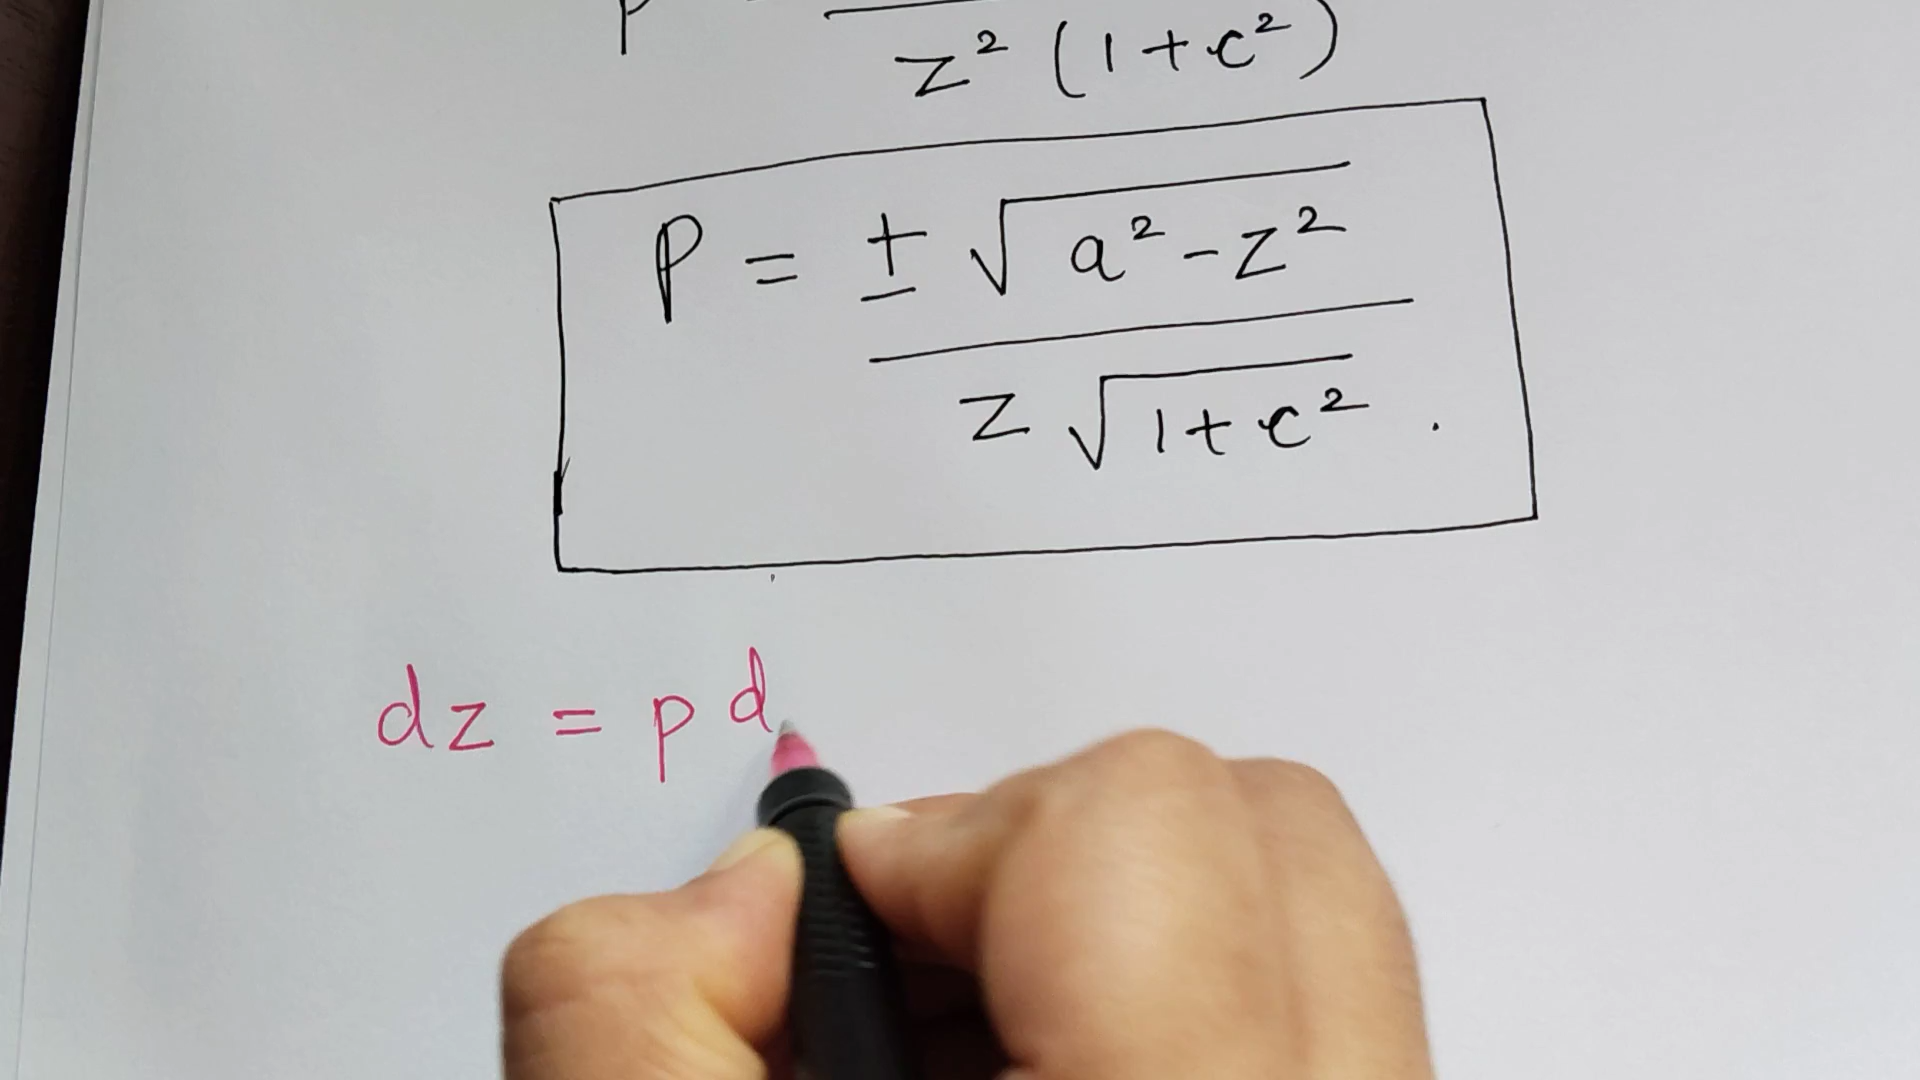 p z² (1+c²)
P = ± √(a² - z²) / z √(1+c²) .
dz = p d